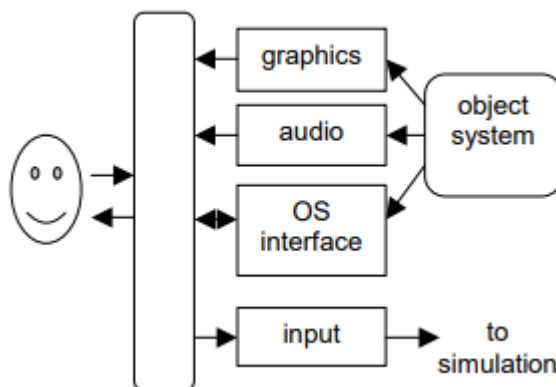 graphics
audio
OS
interface
input
object
system
to
simulation